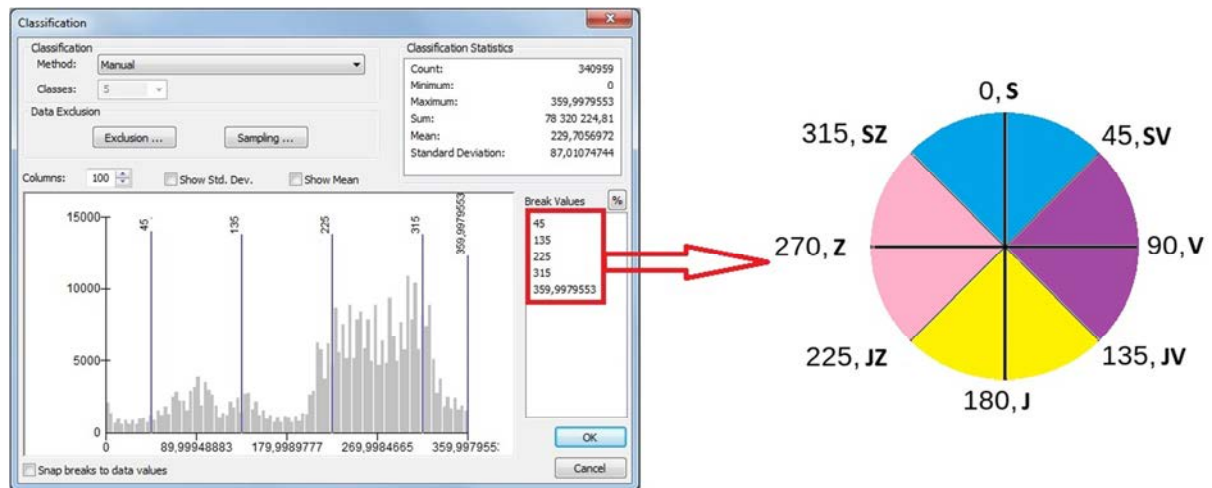 Classification
Classification
Method: Manual
Classes: 5
Data Exclusion
Exclusion ...
Sampling ...
Classification Statistics
Count: 340959
Minimum: 0
Maximum: 359,9979553
Sum: 78 320 224,81
Mean: 229,7056972
Standard Deviation: 87,01074744
Columns: 100
Show Std. Dev.
Show Mean
Break Values
%
45
135
225
315
359,9979553
15000
10000
5000
0
45
135
225
315
359,9979553
0
89,99948883
179,9989777
269,9984665
359,997955:
Snap breaks to data values
OK
Cancel
0, S
45, SV
90, V
135, JV
180, J
225, JZ
270, Z
315, SZ